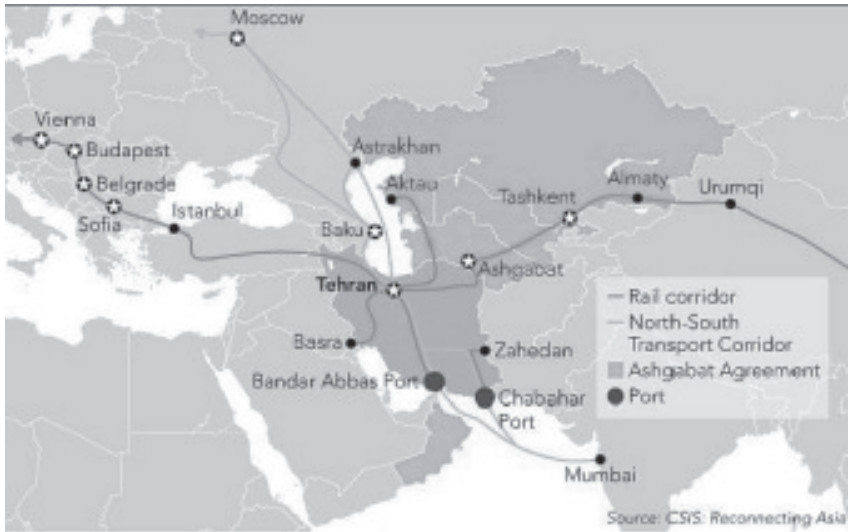 Moscow
Vienna
Budapest
Belgrade
Sofia
Istanbul
Astrakhan
Aktau
Baku
Tashkent
Almaty
Urumqi
Ashgabat
Tehran
Basra
Zahedan
Bandar Abbas Port
Chabahar
Port
Mumbai
Rail corridor
North-South
Transport Corridor
Ashgabat Agreement
Port
Source: CSIS: Reconnecting Asia